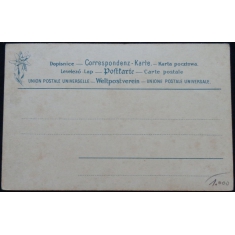 Dopisnice — Correspondenz-Karte. — Karta pocztowa
Levelező Lap — Postkarte — Carte postale
UNION POSTALE UNIVERSELLE — Weltpostverein — UNIONE POSTALE UNIVERSALE